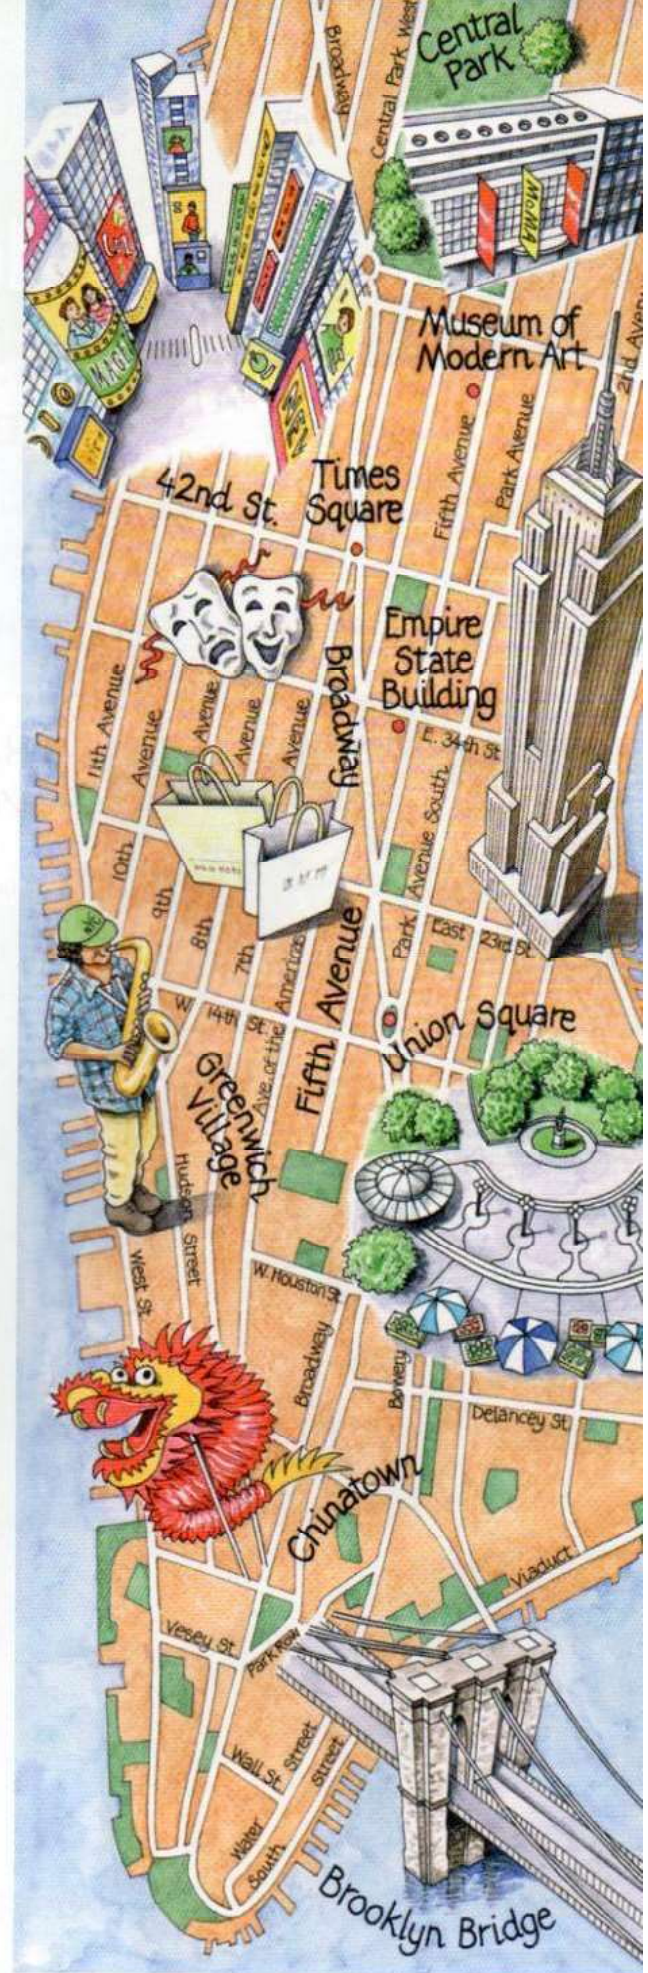 Broadway
Central Park West
Central
Park
MoMA
MAGI
Museum of
Modern Art
2nd Avenu
Fifth Avenue
Park Avenue
42nd St.
Times
Square
Empire
State
Building
Broadway
E. 34th St
11th Avenue
Avenue
Avenue
Avenue
Avenue
Park Avenue South
10th
9th
8th
7th
Ave. of the Americas
Fifth Avenue
East 23rd St.
W. 14th St.
Union Square
Greenwich
Village
Hudson Street
West St.
W. Houston St
Broadway
Bowery
Delancey St.
Chinatown
Viaduct
Vesey St.
Park Row
Wall St.
Water Street
South Street
Brooklyn Bridge